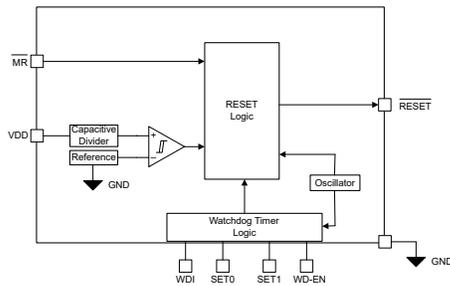 MR
RESET
Logic
RESET
VDD
Capacitive
Divider
+
Reference
−
GND
Oscillator
Watchdog Timer
Logic
WDI
SET0
SET1
WD-EN
GND